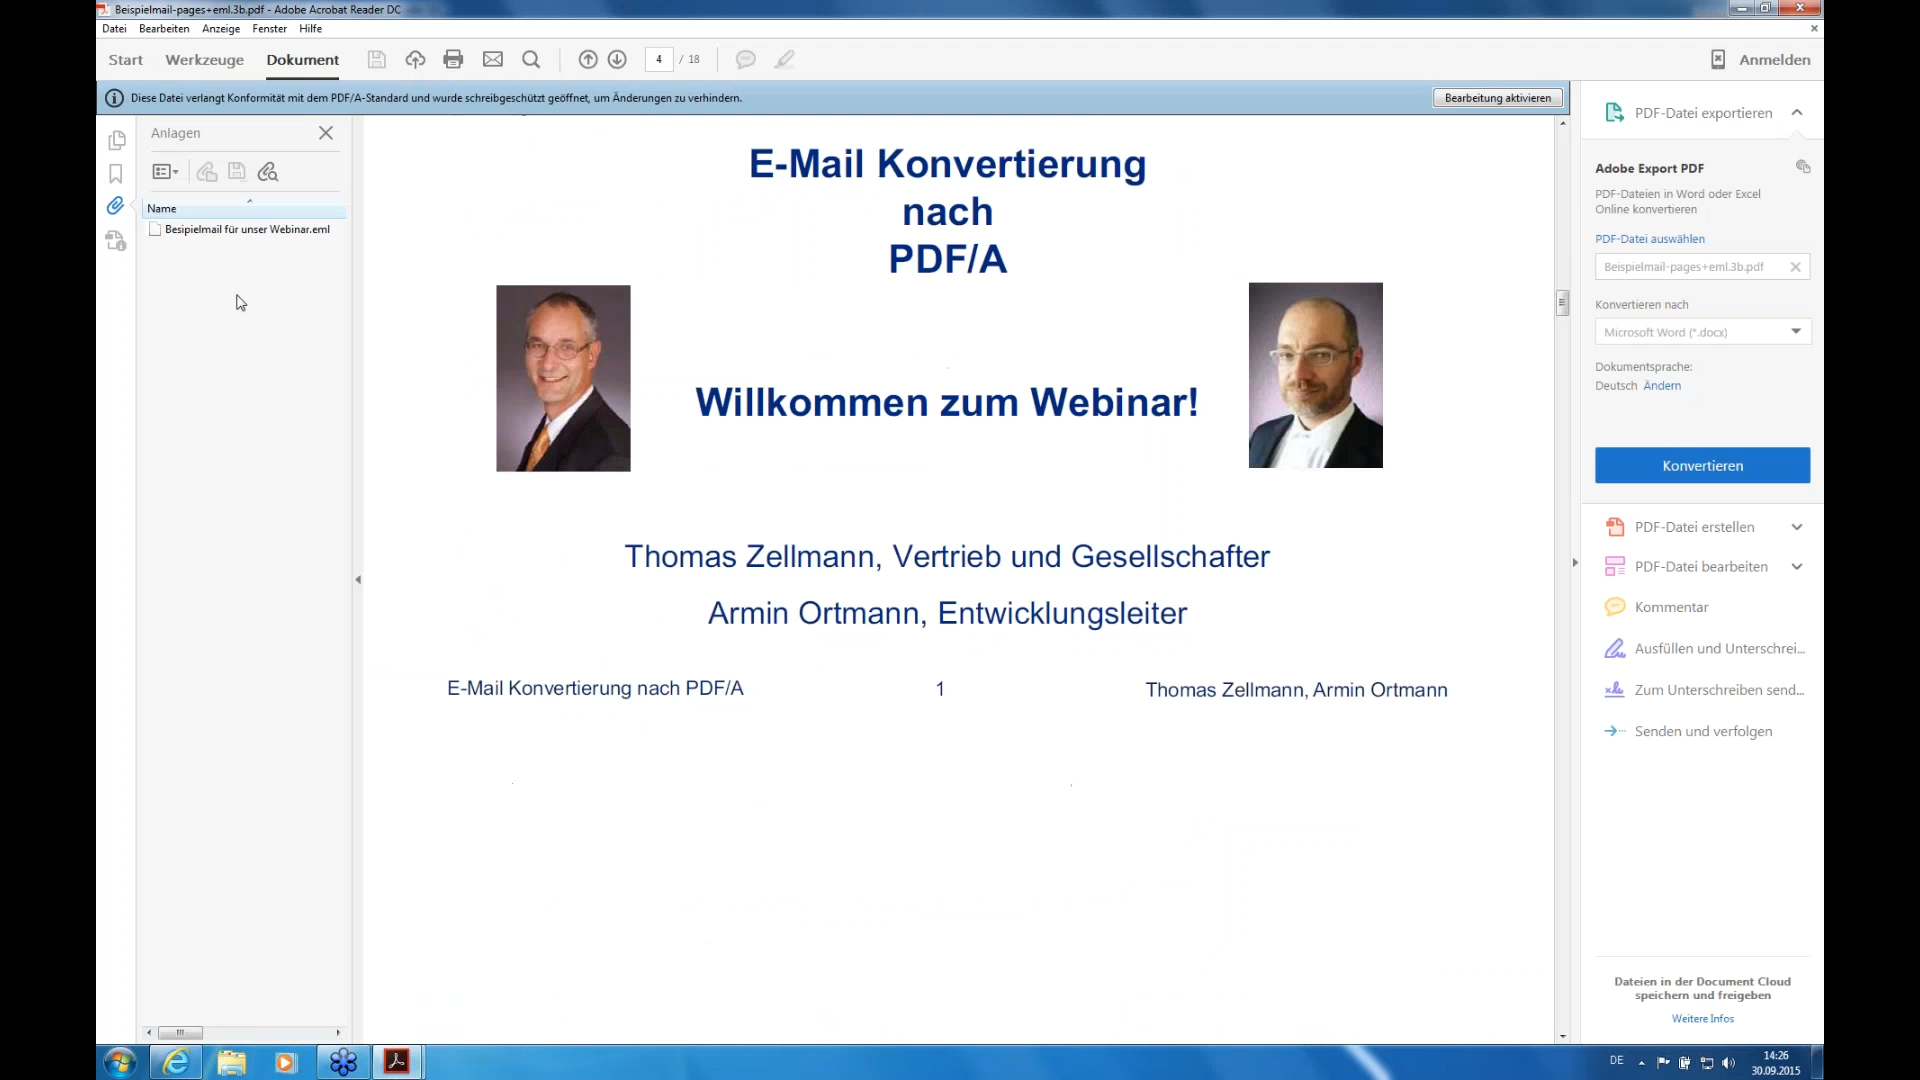 Beispielmail-pages+eml.3b.pdf - Adobe Acrobat Reader DC
Datei Bearbeiten Anzeige Fenster Hilfe
Start Werkzeuge Dokument 4 / 18 Anmelden
Diese Datei verlangt Konformität mit dem PDF/A-Standard und wurde schreibgeschützt geöffnet, um Änderungen zu verhindern. Bearbeitung aktivieren
Anlagen
Name
Besipielmail für unser Webinar.eml
E-Mail Konvertierung
nach
PDF/A
Willkommen zum Webinar!
Thomas Zellmann, Vertrieb und Gesellschafter
Armin Ortmann, Entwicklungsleiter
E-Mail Konvertierung nach PDF/A 1 Thomas Zellmann, Armin Ortmann
PDF-Datei exportieren
Adobe Export PDF
PDF-Dateien in Word oder Excel
Online konvertieren
PDF-Datei auswählen
Beispielmail-pages+eml.3b.pdf
Konvertieren nach
Microsoft Word (*.docx)
Dokumentsprache:
Deutsch Ändern
Konvertieren
PDF-Datei erstellen
PDF-Datei bearbeiten
Kommentar
Ausfüllen und Unterschrei...
Zum Unterschreiben send...
Senden und verfolgen
Dateien in der Document Cloud
speichern und freigeben
Weitere Infos
DE 14:26
30.09.2015